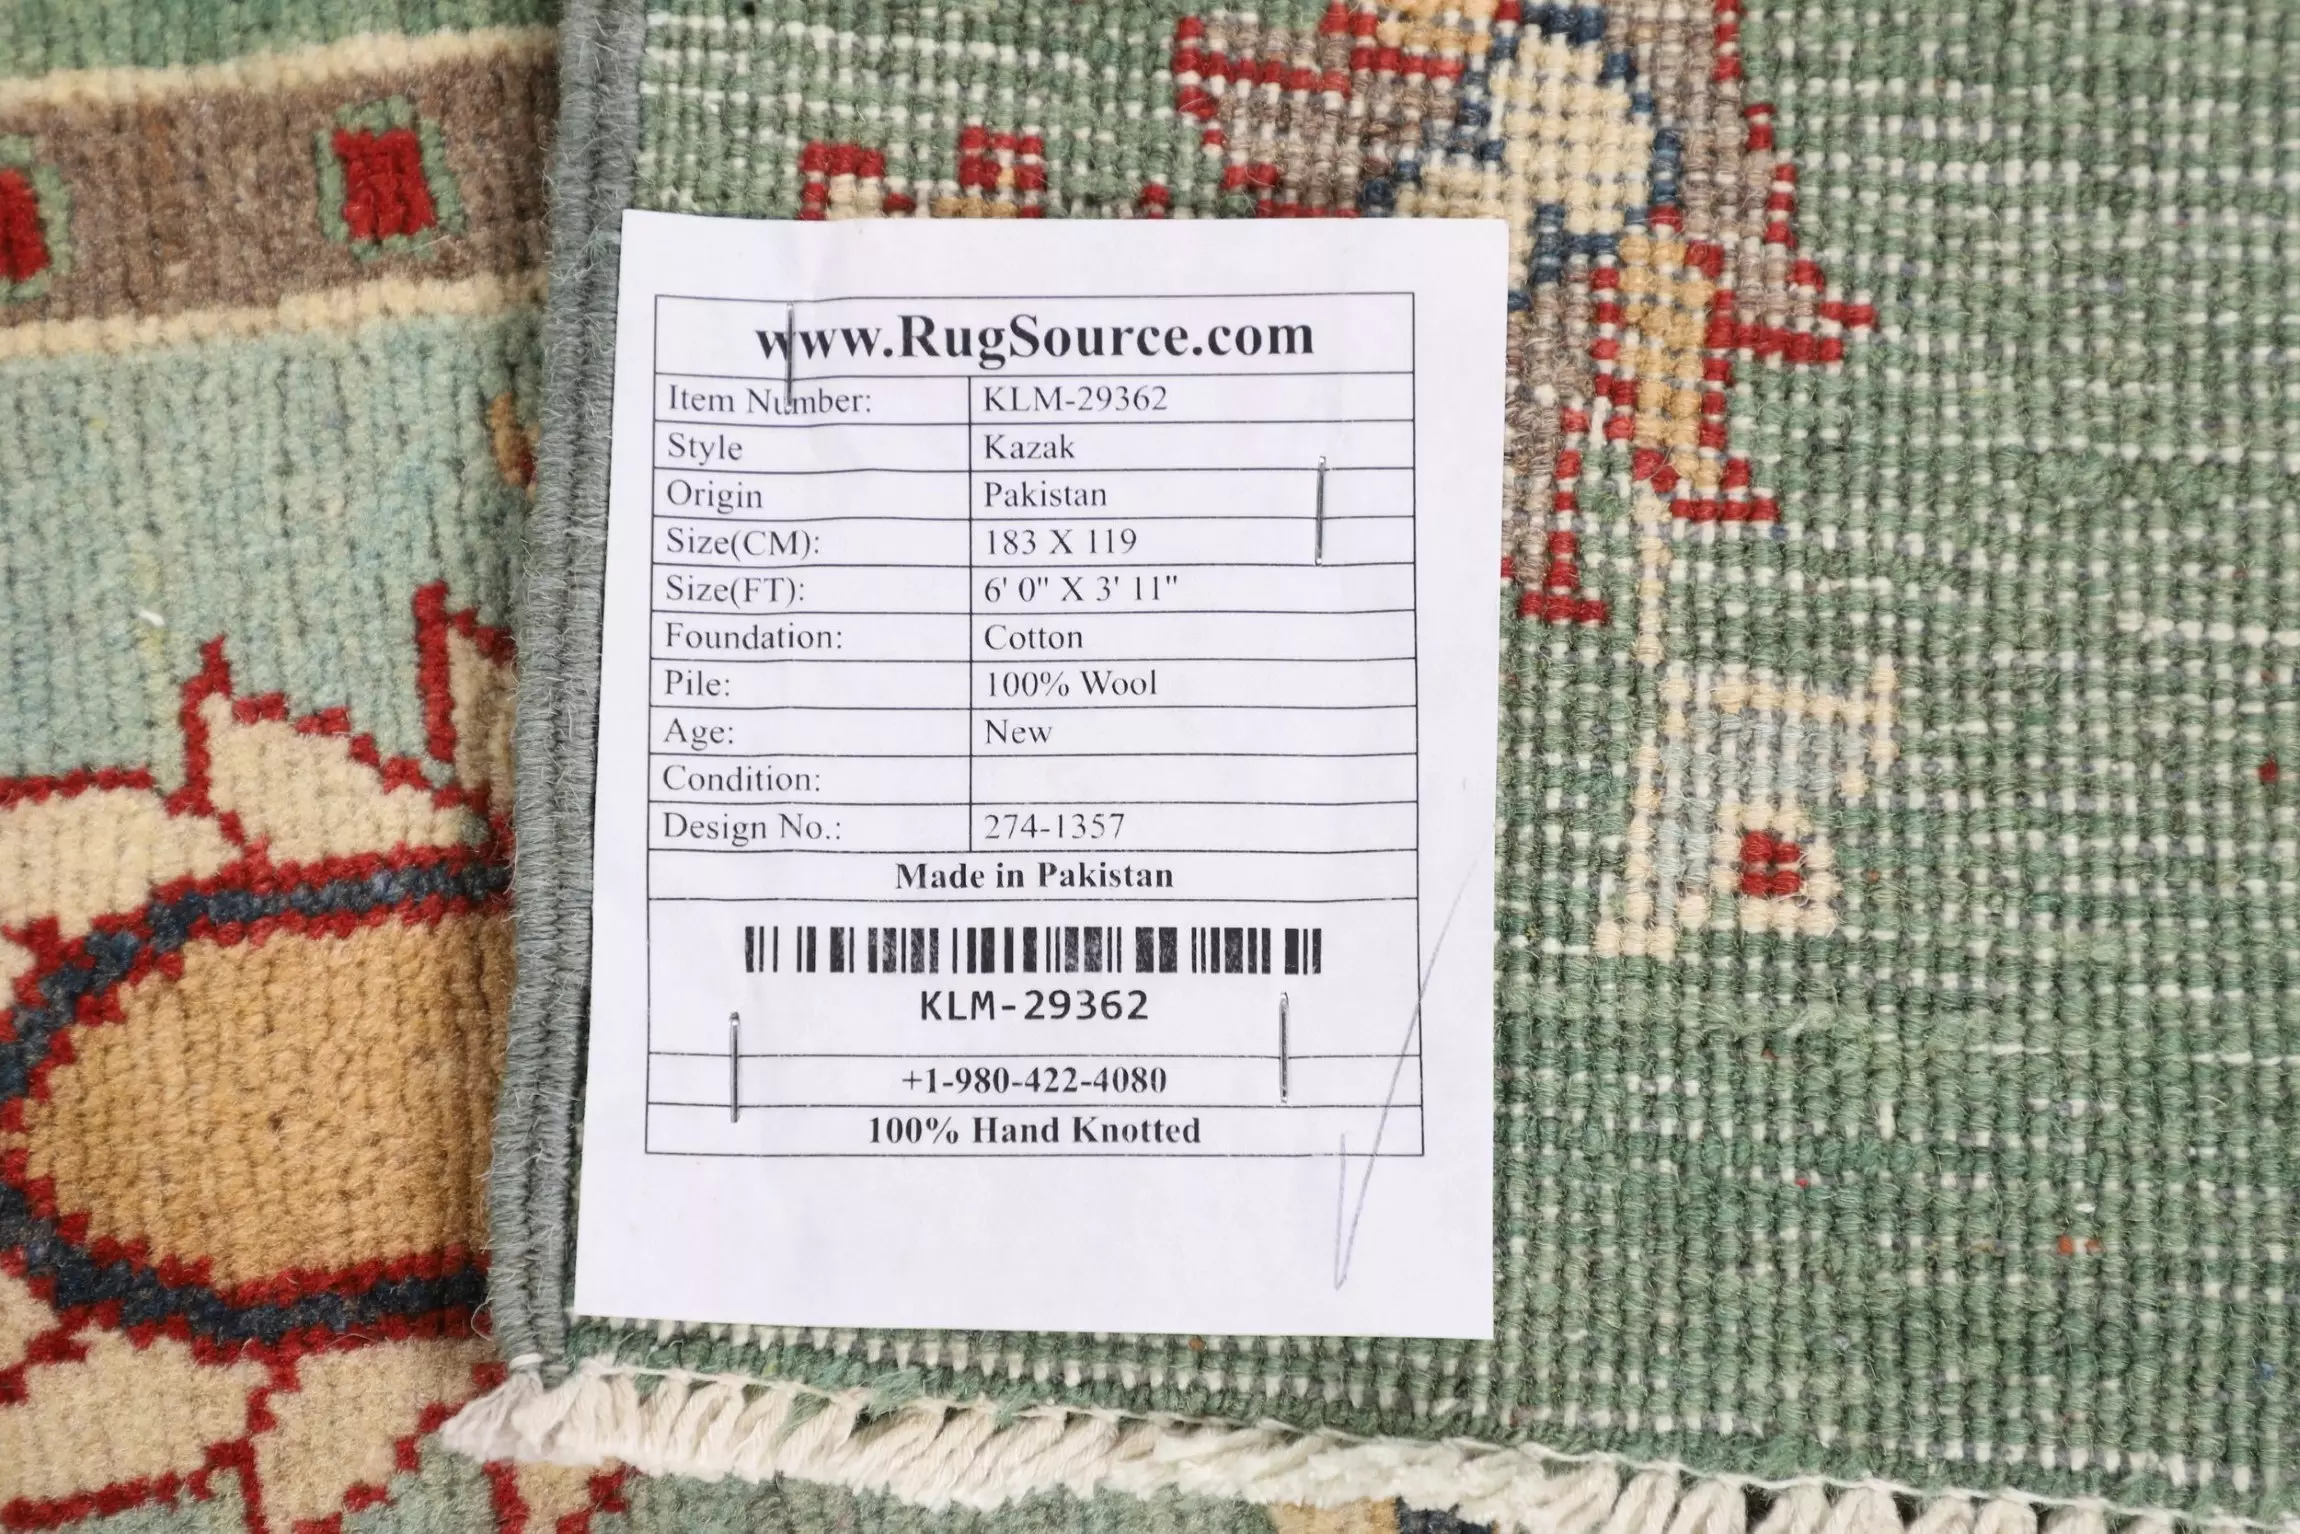 www.RugSource.com
Item Number: KLM-29362
Style Kazak
Origin Pakistan
Size(CM): 183 X 119
Size(FT): 6' 0" X 3' 11"
Foundation: Cotton
Pile: 100% Wool
Age: New
Condition:
Design No.: 274-1357
Made in Pakistan
KLM-29362
+1-980-422-4080
100% Hand Knotted